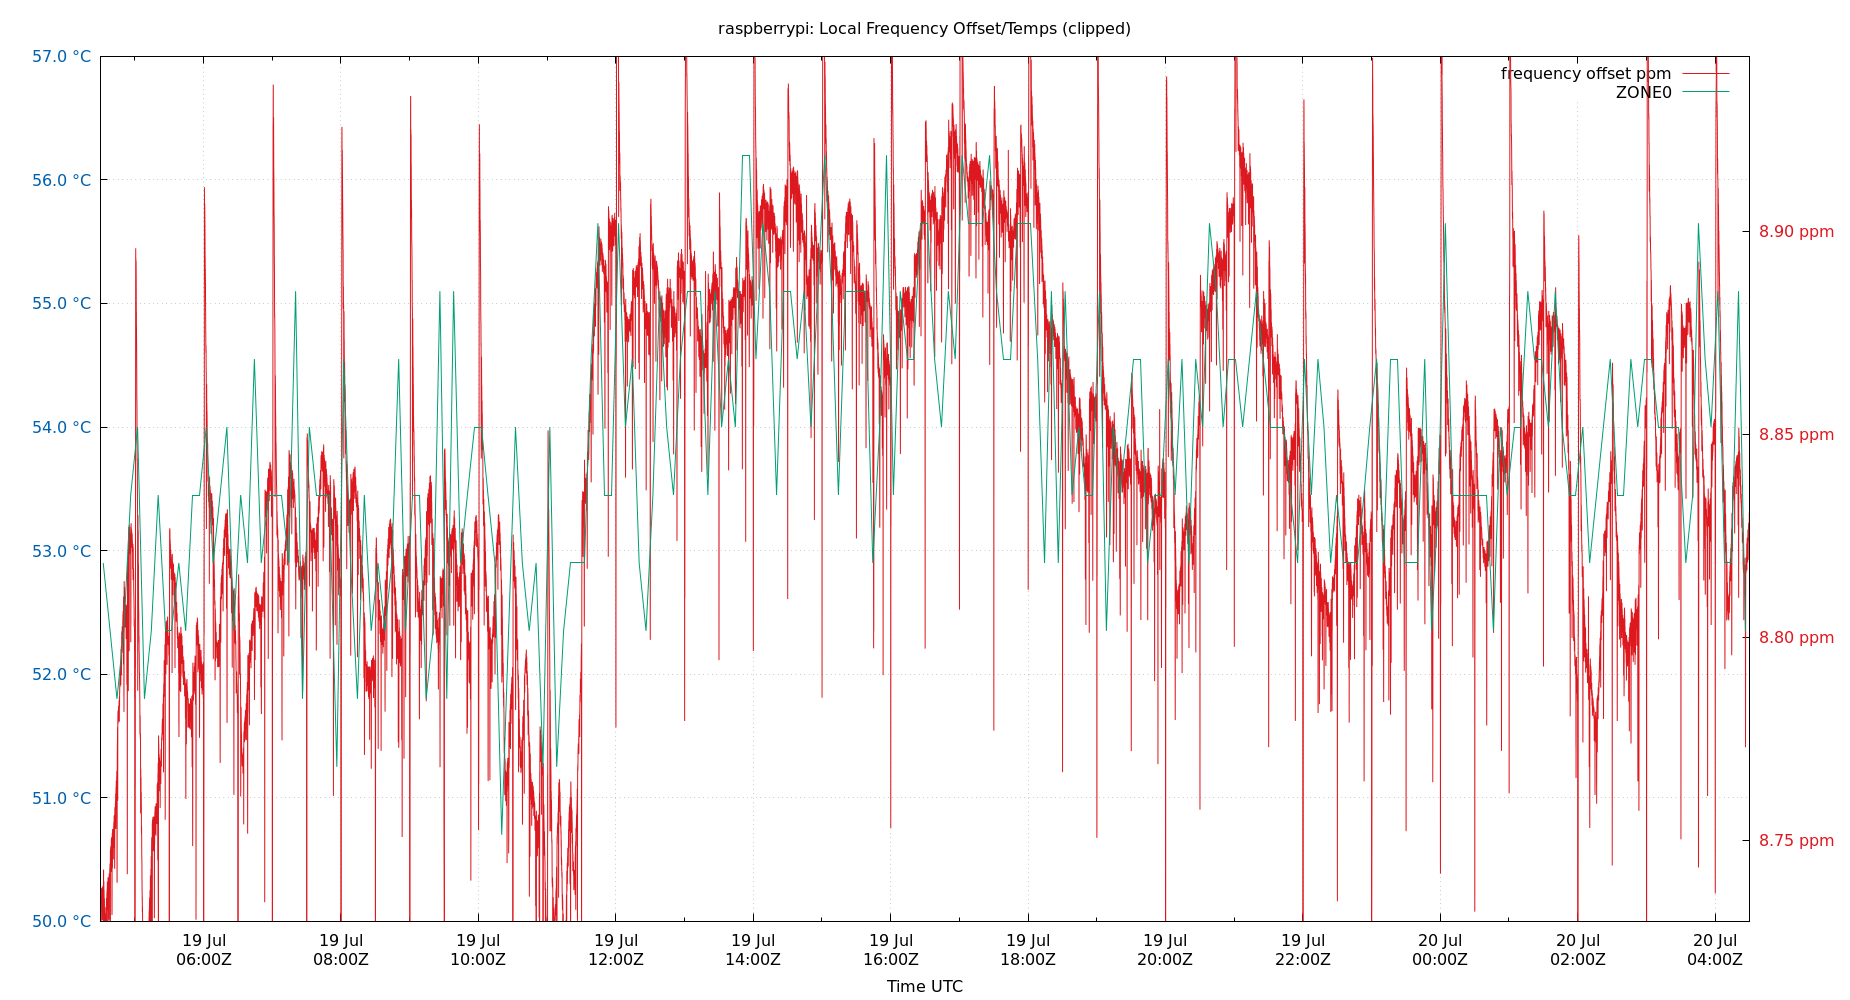 raspberrypi: Local Frequency Offset/Temps (clipped)
57.0 °C
56.0 °C
55.0 °C
54.0 °C
53.0 °C
52.0 °C
51.0 °C
50.0 °C
frequency offset ppm
ZONE0
8.90 ppm
8.85 ppm
8.80 ppm
8.75 ppm
19 Jul
06:00Z
19 Jul
08:00Z
19 Jul
10:00Z
19 Jul
12:00Z
19 Jul
14:00Z
19 Jul
16:00Z
19 Jul
18:00Z
19 Jul
20:00Z
19 Jul
22:00Z
20 Jul
00:00Z
20 Jul
02:00Z
20 Jul
04:00Z
Time UTC